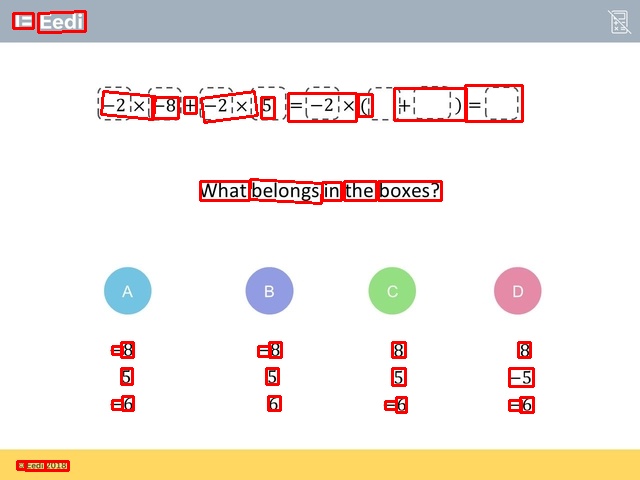 Eedi
−2 × −8 + −2 × 5 = −2 × ( + ) =
What belongs in the boxes?
A B C D
−8 −8 8 8
5 5 5 −5
−6 6 −6 −6
© Eedi 2018